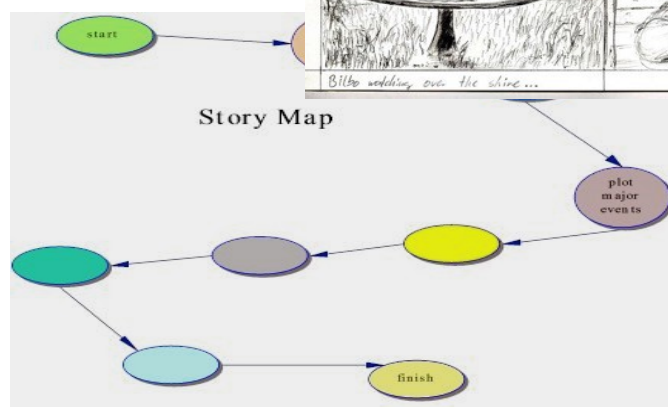 start
Bilbo watching over the shire...
Story Map
plot
major
events
finish